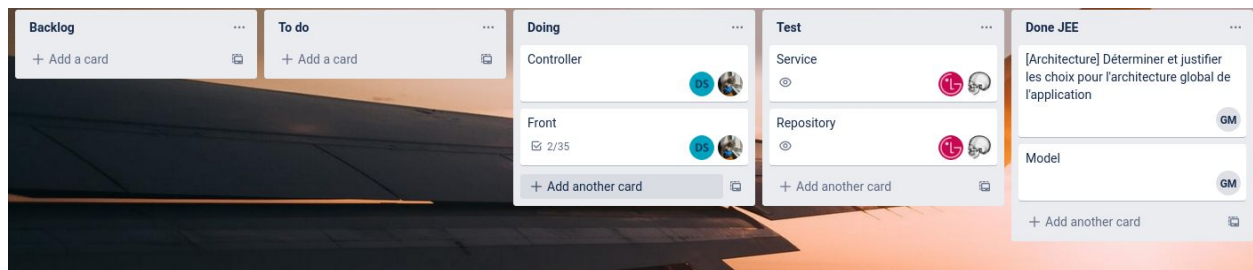 Backlog
+ Add a card
To do
+ Add a card
Doing
Controller
DS
Front
2/35
DS
+ Add another card
Test
Service
LG
Repository
LG
+ Add another card
Done JEE
[Architecture] Déterminer et justifier
les choix pour l'architecture global de
l'application
GM
Model
GM
+ Add another card